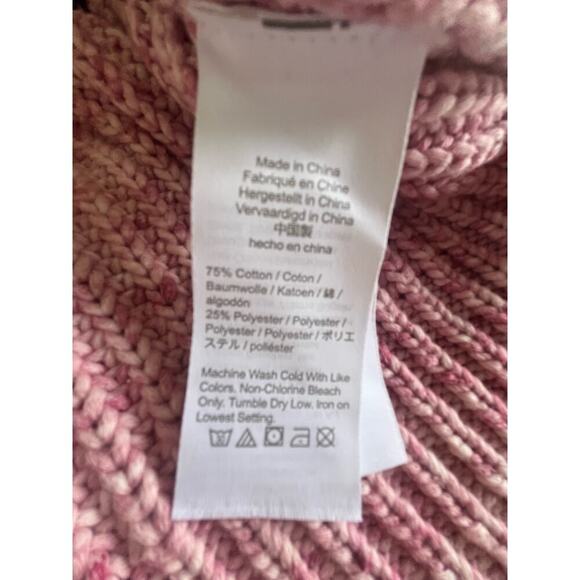 Made in China
Fabriqué en Chine
Hergestellt in China
Vervaardigd in China
中国製
hecho en china
75% Cotton / Coton /
Baumwolle / Katoen / 綿 /
algodón
25% Polyester / Polyester /
Polyester / Polyester / ポリエ
ステル / poliéster
Machine Wash Cold With Like
Colors. Non-Chlorine Bleach
Only. Tumble Dry Low. Iron on
Lowest Setting.